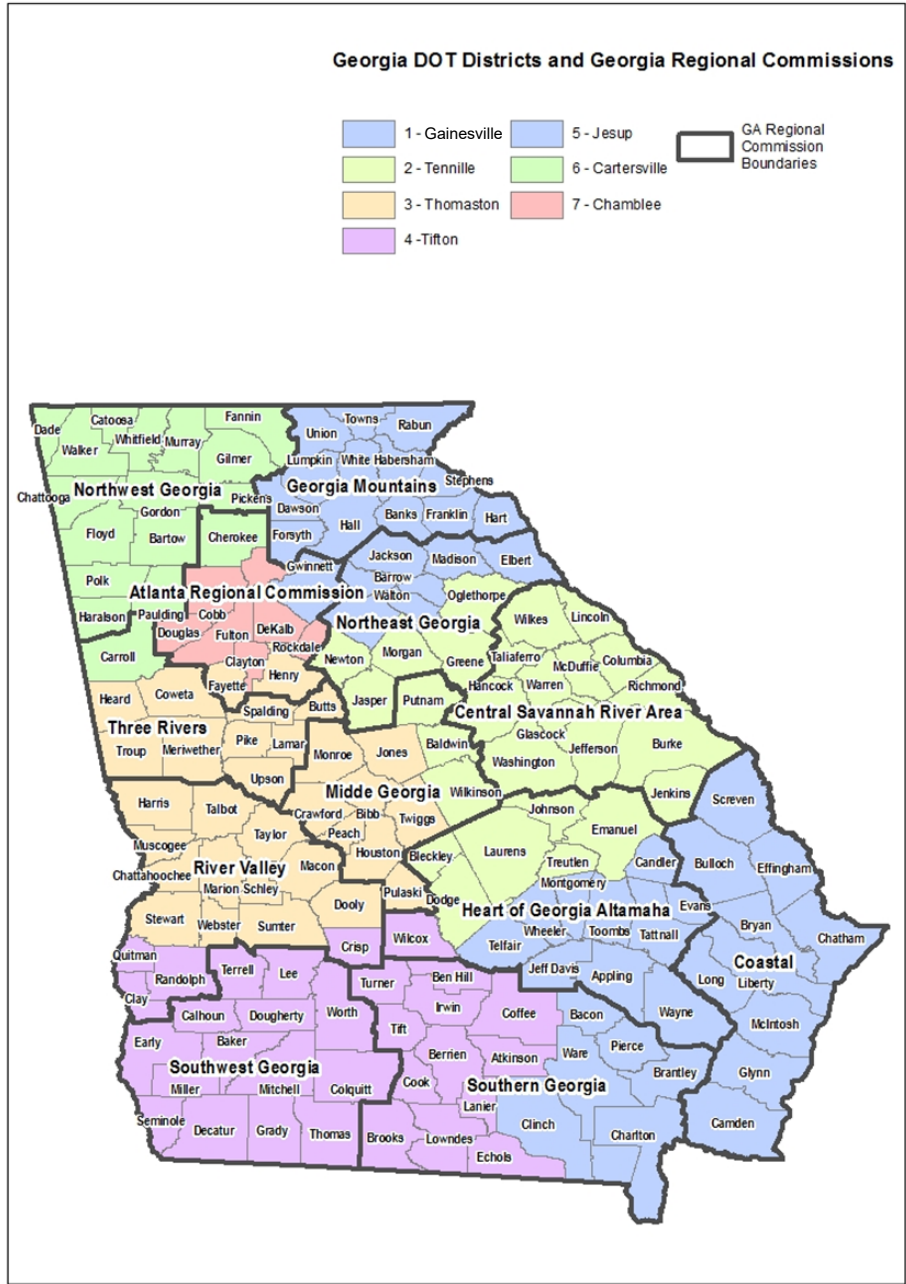 Georgia DOT Districts and Georgia Regional Commissions
1 - Gainesville
5 - Jesup
GA Regional
Commission
Boundaries
2 - Tennille
6 - Cartersville
3 - Thomaston
7 - Chamblee
4 -Tifton
Dade
Catoosa
Fannin
Towns
Rabun
Union
Walker
Whitfield
Murray
Gilmer
Lumpkin
White
Habersham
Stephens
Chattooga
Northwest Georgia
Pickens
Georgia Mountains
Gordon
Dawson
Banks
Franklin
Hart
Floyd
Bartow
Cherokee
Forsyth
Hall
Jackson
Madison
Elbert
Gwinnett
Polk
Barrow
Atlanta Regional Commission
Walton
Oglethorpe
Haralson
Paulding
Cobb
Northeast Georgia
Wilkes
Lincoln
Douglas
Fulton
DeKalb
Rockdale
Carroll
Clayton
Newton
Morgan
Greene
Taliaferro
McDuffie
Columbia
Henry
Fayette
Hancock
Warren
Richmond
Heard
Coweta
Spalding
Butts
Jasper
Putnam
Central Savannah River Area
Three Rivers
Troup
Meriwether
Pike
Lamar
Monroe
Jones
Baldwin
Glascock
Jefferson
Burke
Washington
Upson
Midde Georgia
Wilkinson
Jenkins
Screven
Harris
Talbot
Crawford
Bibb
Twiggs
Johnson
Taylor
Peach
Emanuel
Muscogee
Houston
Bleckley
Laurens
Treutlen
Candler
Bulloch
Effingham
Chattahoochee
River Valley
Macon
Marion
Schley
Pulaski
Dodge
Montgomery
Evans
Stewart
Webster
Sumter
Dooly
Heart of Georgia Altamaha
Bryan
Chatham
Crisp
Wilcox
Telfair
Wheeler
Toombs
Tattnall
Quitman
Coastal
Randolph
Terrell
Lee
Turner
Ben Hill
Jeff Davis
Appling
Long
Liberty
Clay
Calhoun
Dougherty
Worth
Irwin
Coffee
Bacon
Wayne
McIntosh
Early
Baker
Tift
Pierce
Southwest Georgia
Berrien
Atkinson
Ware
Brantley
Glynn
Miller
Mitchell
Colquitt
Cook
Southern Georgia
Lanier
Seminole
Decatur
Grady
Thomas
Brooks
Lowndes
Clinch
Charlton
Camden
Echols